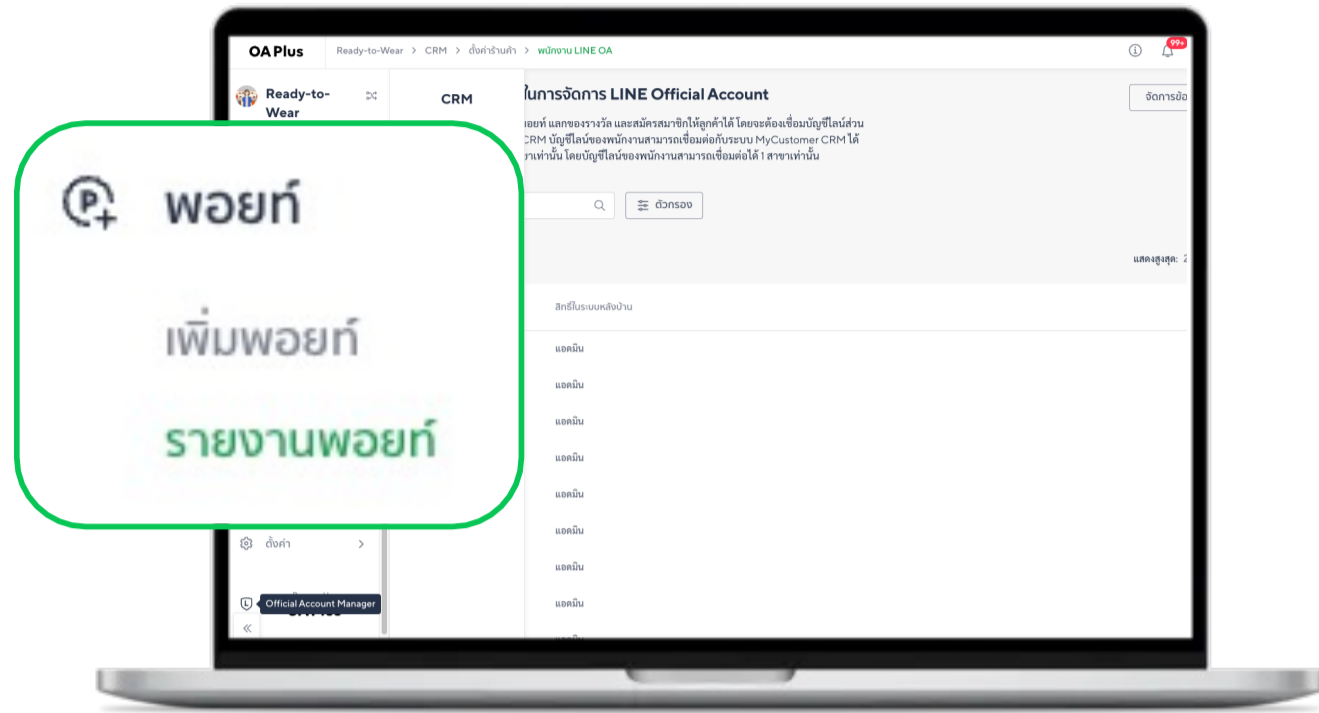 OA Plus
Ready-to-Wear > CRM > ตั้งค่าร้านค้า > พนักงาน LINE OA
99+
Ready-to-
Wear
CRM
ในการจัดการ LINE Official Account
จัดการข้อ
พอยท์ แลกของรางวัล และสมัครสมาชิกให้ลูกค้าได้ โดยจะต้องเชื่อมบัญชีไลน์ส่วน
CRM บัญชีไลน์ของพนักงานสามารถเชื่อมต่อกับระบบ MyCustomer CRM ได้
เท่านั้น โดยบัญชีไลน์ของพนักงานสามารถเชื่อมต่อได้ 1 สาขาเท่านั้น
พอยท์
เพิ่มพอยท์
รายงานพอยท์
ตัวกรอง
แสดงสูงสุด: 2
สิทธิ์ในระบบหลังบ้าน
แอดมิน
แอดมิน
แอดมิน
แอดมิน
แอดมิน
แอดมิน
แอดมิน
แอดมิน
ตั้งค่า
Official Account Manager